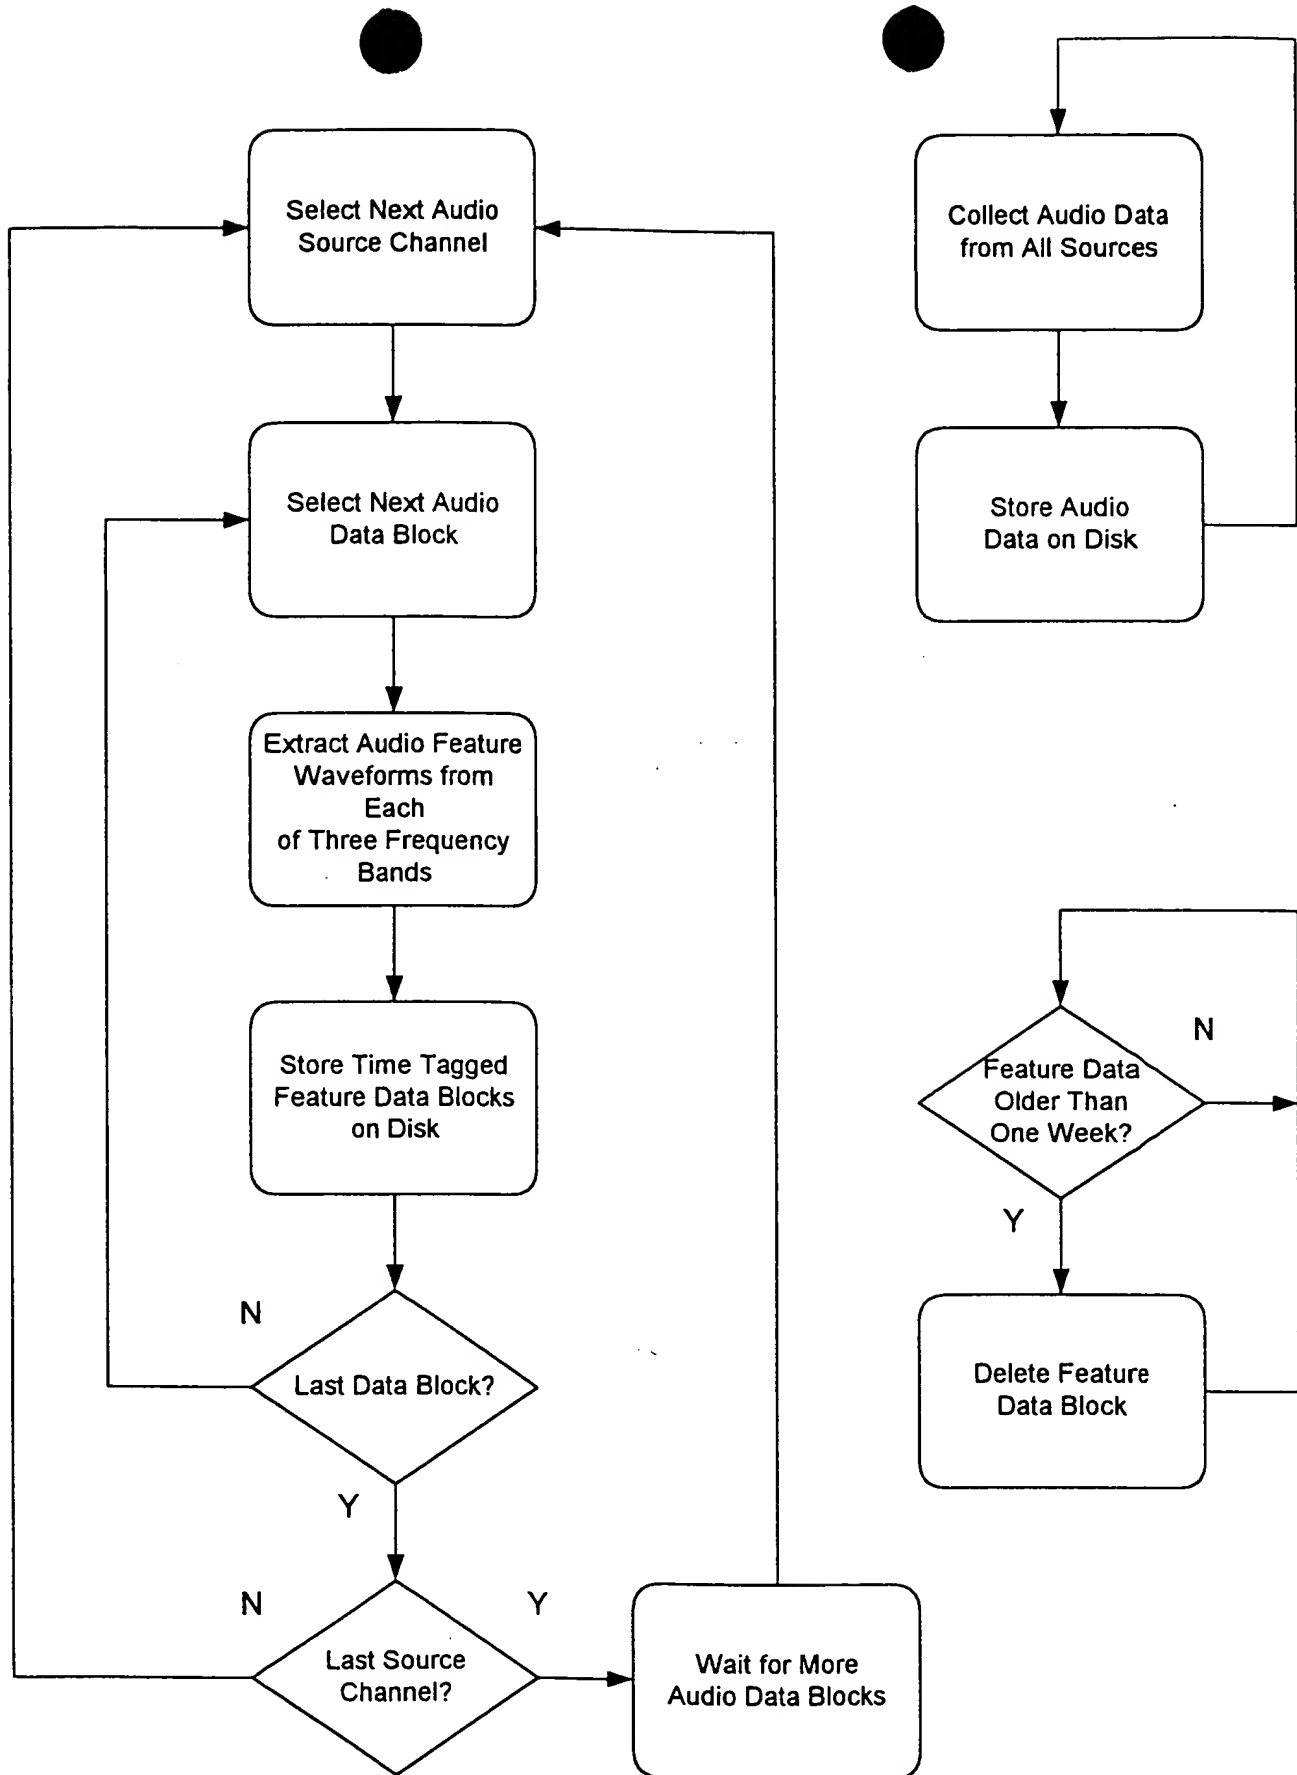 Select Next Audio
Source Channel
Select Next Audio
Data Block
Extract Audio Feature
Waveforms from
Each
of Three Frequency
Bands
Store Time Tagged
Feature Data Blocks
on Disk
N
Last Data Block?
Y
N
Y
Last Source
Channel?
Wait for More
Audio Data Blocks
Collect Audio Data
from All Sources
Store Audio
Data on Disk
N
Feature Data
Older Than
One Week?
Y
Delete Feature
Data Block